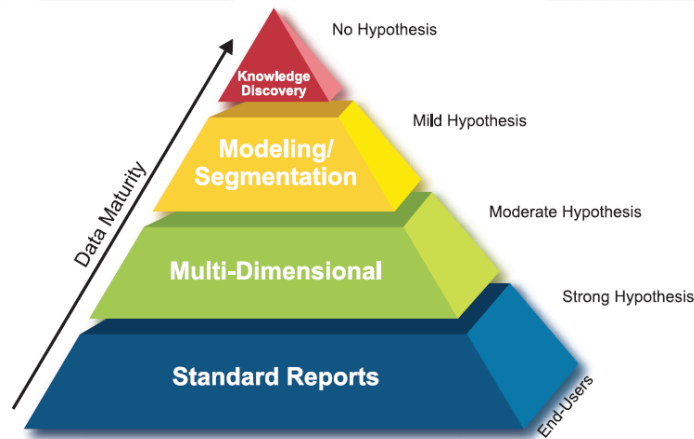 No Hypothesis
Knowledge
Discovery
Mild Hypothesis
Modeling/
Segmentation
Data Maturity
Moderate Hypothesis
Multi-Dimensional
Strong Hypothesis
Standard Reports
End-Users